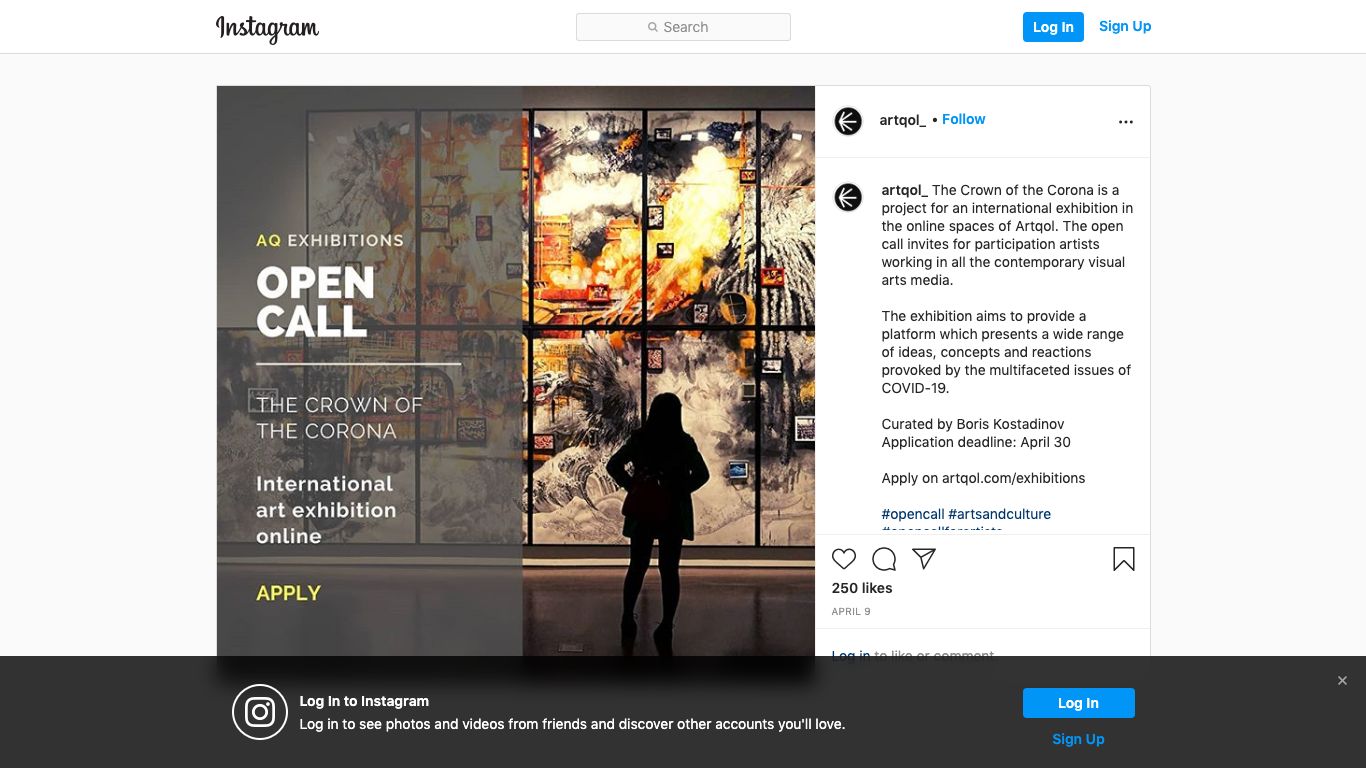 Instagram
Search
Log In
Sign Up
AQ EXHIBITIONS
OPEN
CALL
THE CROWN OF
THE CORONA
International
art exhibition
online
APPLY
artqol_ • Follow
artqol_ The Crown of the Corona is a
project for an international exhibition in
the online spaces of Artqol. The open
call invites for participation artists
working in all the contemporary visual
arts media.
The exhibition aims to provide a
platform which presents a wide range
of ideas, concepts and reactions
provoked by the multifaceted issues of
COVID-19.
Curated by Boris Kostadinov
Application deadline: April 30
Apply on artqol.com/exhibitions
#opencall #artsandculture
#opencallforartists
250 likes
APRIL 9
Log in to like or comment.
Log In to Instagram
Log in to see photos and videos from friends and discover other accounts you'll love.
Log In
Sign Up